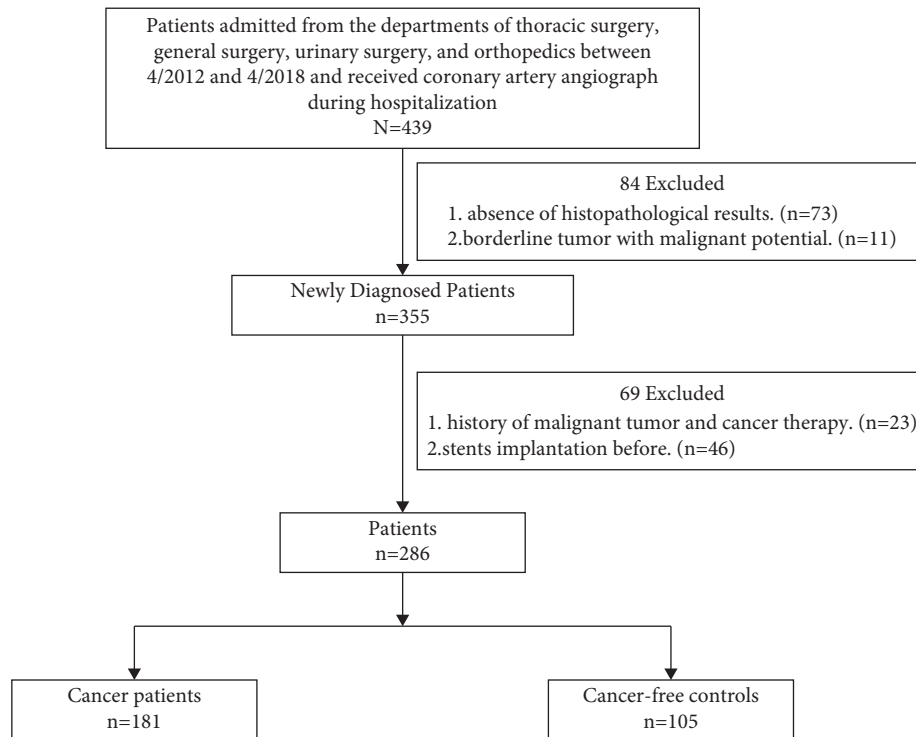 Patients admitted from the departments of thoracic surgery,
general surgery, urinary surgery, and orthopedics between
4/2012 and 4/2018 and received coronary artery angiograph
during hospitalization
N=439
84 Excluded
1. absence of histopathological results. (n=73)
2.borderline tumor with malignant potential. (n=11)
Newly Diagnosed Patients
n=355
69 Excluded
1. history of malignant tumor and cancer therapy. (n=23)
2.stents implantation before. (n=46)
Patients
n=286
Cancer patients
n=181
Cancer-free controls
n=105